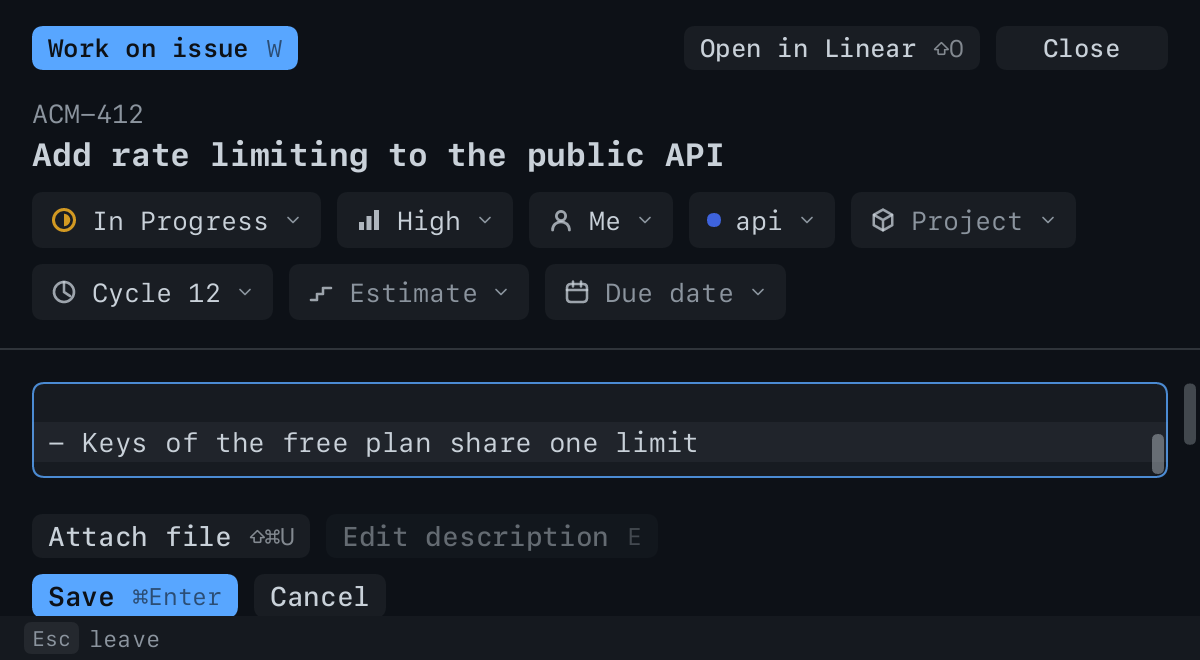 Work on issue W
Open in Linear ⇧O
Close
ACM-412
Add rate limiting to the public API
In Progress
High
Me
api
Project
Cycle 12
Estimate
Due date
- Keys of the free plan share one limit
Attach file ⇧⌘U
Edit description E
Save ⌘Enter
Cancel
Esc leave